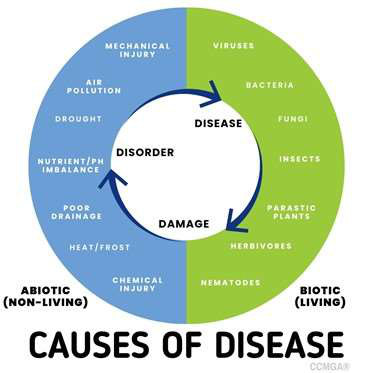 MECHANICAL
INJURY
AIR
POLLUTION
DROUGHT
NUTRIENT/PH
IMBALANCE
POOR
DRAINAGE
HEAT/FROST
CHEMICAL
INJURY
VIRUSES
BACTERIA
FUNGI
INSECTS
PARASTIC
PLANTS
HERBIVORES
NEMATODES
DISEASE
DISORDER
DAMAGE
ABIOTIC
(NON-LIVING)
BIOTIC
(LIVING)
CAUSES OF DISEASE
CCMGA®